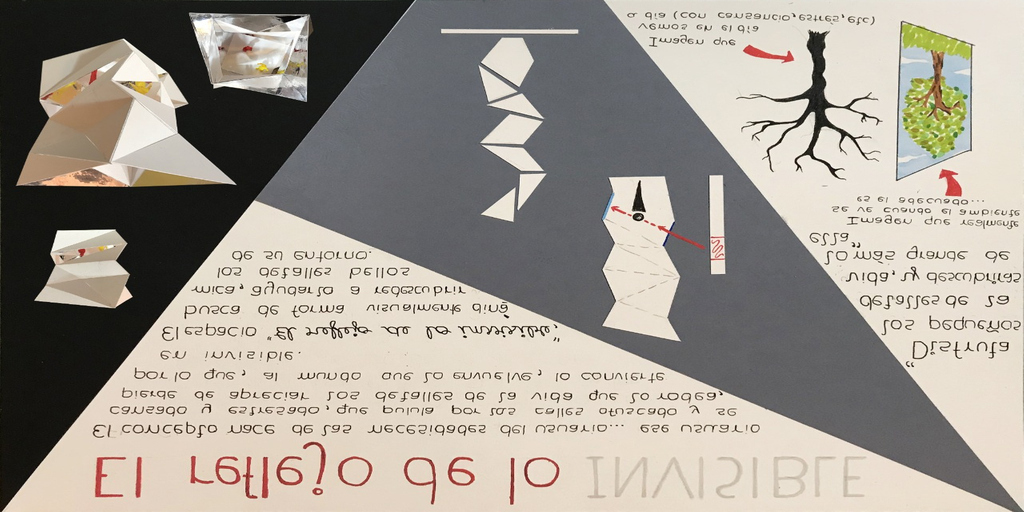 El reflejo de lo INVISIBLE
El concepto nace de las necesidades del usuario... ese usuario
cansado y estresado, que pulula por las calles ofuscado y se
pierde de apreciar los detalles de la vida que lo rodea,
por lo que, al mundo que lo envuelve, lo convierte
en invisible.
El espacio "El reflejo de lo invisible,"
busca de forma visualmente diná
mica, ayudarla a redescubrir
los detalles bellos
de su entorno.
"Disfruta
los pequeños
detalles de la
vida, y descubriras
lo más grande de
ella"
Imagen que realmente
se ve cuando el ambiente
es el adecuado...
Imagen que
vemos en el día
a día (con cansancio, estrés, etc)